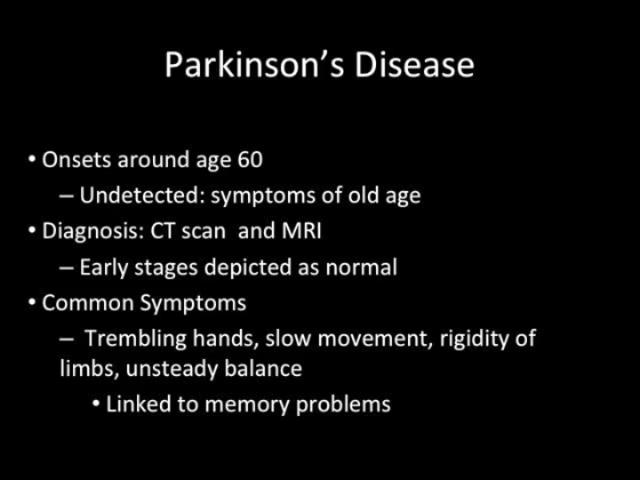 Parkinson's Disease
• Onsets around age 60
– Undetected: symptoms of old age
• Diagnosis: CT scan  and MRI
– Early stages depicted as normal
• Common Symptoms
– Trembling hands, slow movement, rigidity of
limbs, unsteady balance
• Linked to memory problems